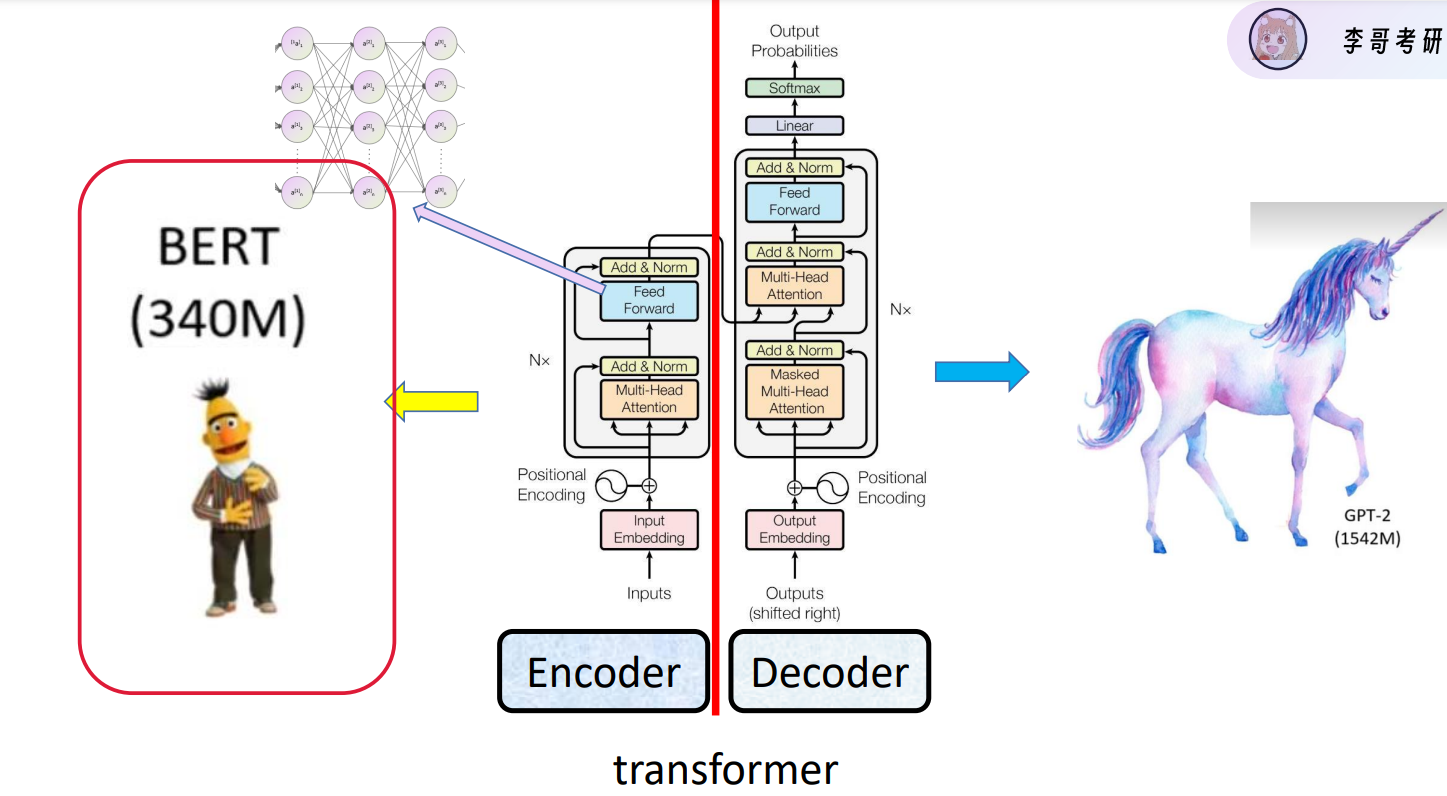 李哥考研
BERT
(340M)
Nx
Add & Norm
Feed
Forward
Add & Norm
Multi-Head
Attention
Positional
Encoding
Input
Embedding
Inputs
Output
Probabilities
Softmax
Linear
Add & Norm
Feed
Forward
Add & Norm
Multi-Head
Attention
Nx
Add & Norm
Masked
Multi-Head
Attention
Positional
Encoding
Output
Embedding
Outputs
(shifted right)
GPT-2
(1542M)
Encoder
Decoder
transformer